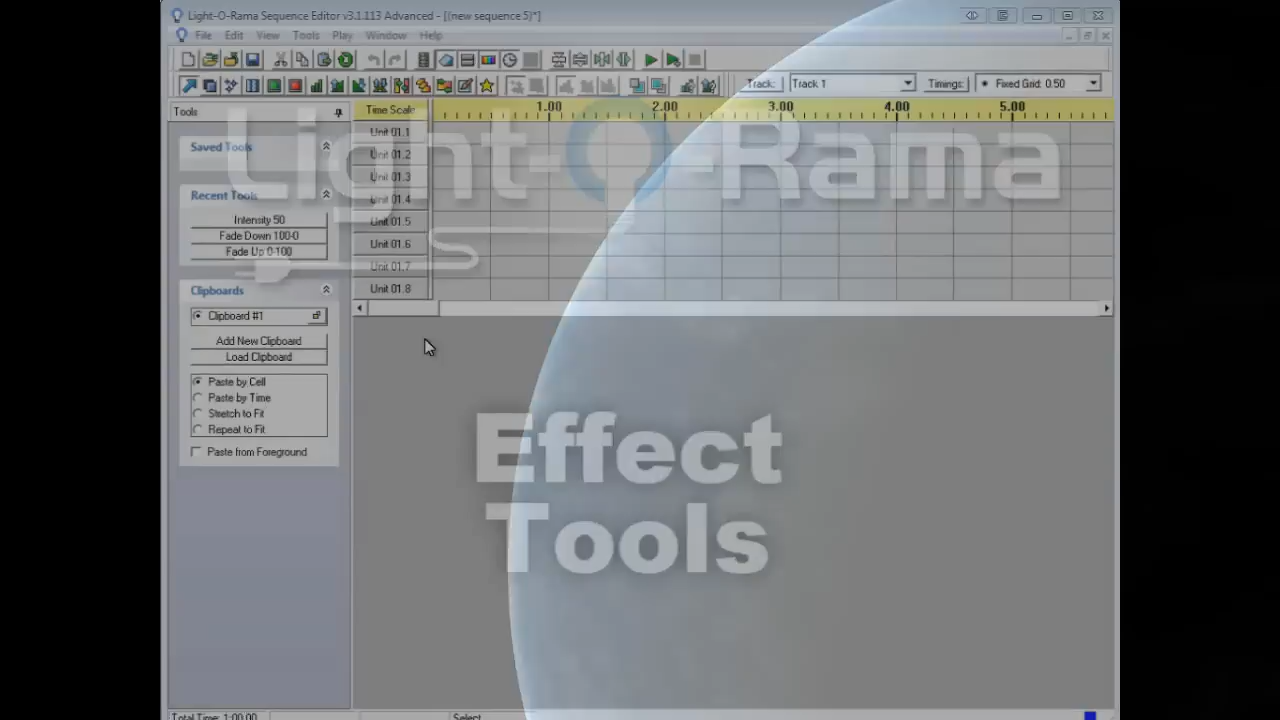 Light-O-Rama Sequence Editor v3.1.113 Advanced - [(new sequence 5)*]
File Edit View Tools Play Window Help
Track: Track 1 Timings: Fixed Grid: 0.50
Tools
Time Scale 1.00 2.00 3.00 4.00 5.00
Light-O-Rama
Saved Tools
Recent Tools
Intensity 50
Fade Down 100-0
Fade Up 0-100
Clipboards
Clipboard #1
Add New Clipboard
Load Clipboard
Paste by Cell
Paste by Time
Stretch to Fit
Repeat to Fit
Paste from Foreground
Unit 01.1
Unit 01.2
Unit 01.3
Unit 01.4
Unit 01.5
Unit 01.6
Unit 01.7
Unit 01.8
Effect
Tools
Total Time: 1:00.00 Select